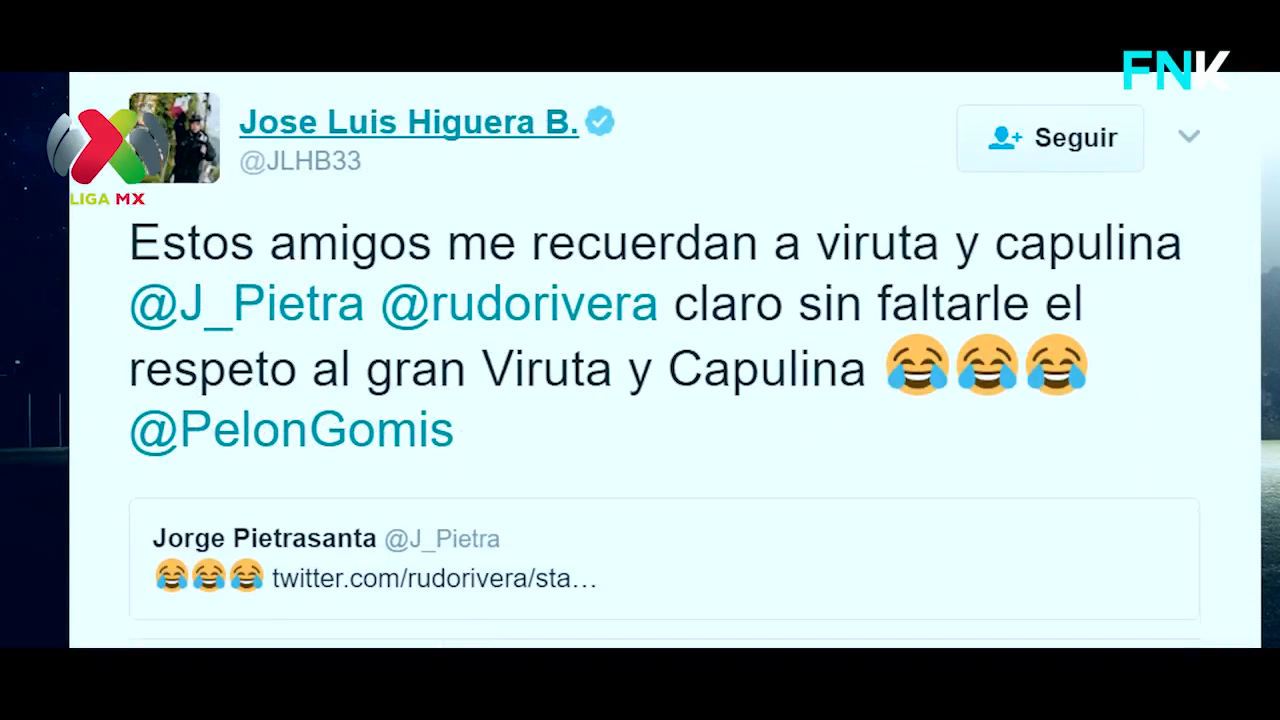 FNK
Jose Luis Higuera B.
@JLHB33
Seguir
LIGA MX
Estos amigos me recuerdan a viruta y capulina
@J_Pietra @rudorivera claro sin faltarle el
respeto al gran Viruta y Capulina 😂😂😂
@PelonGomis
Jorge Pietrasanta @J_Pietra
😂😂😂 twitter.com/rudorivera/sta…